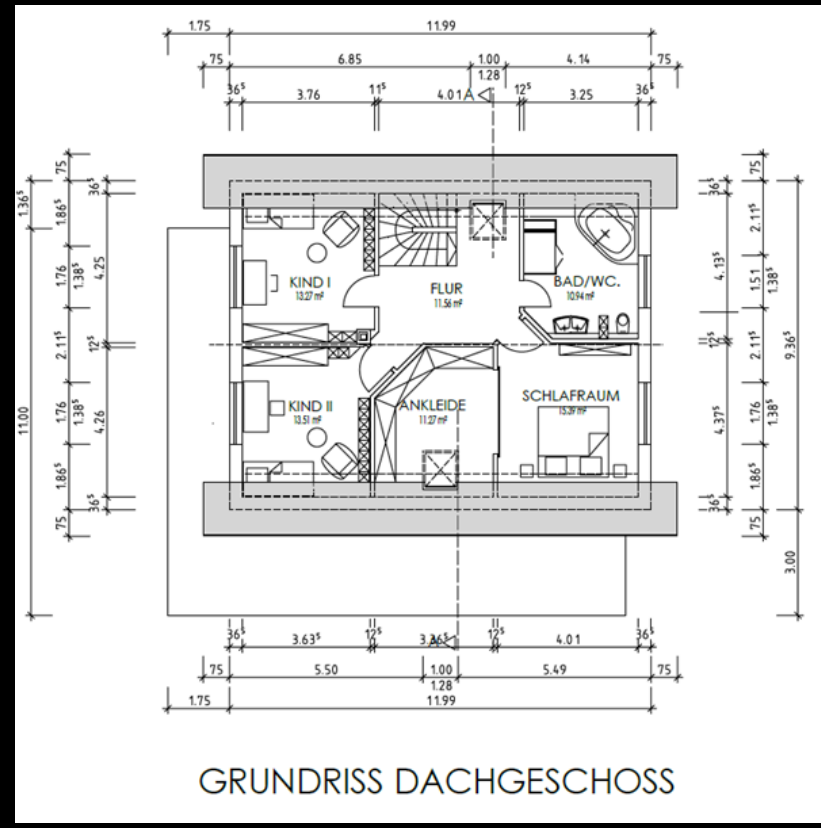 1.75 11.99
75 6.85 1.00 4.14 75
1.28
36⁵ 3.76 11⁵ 4.01 A 12⁵ 3.25 36⁵
75 36⁵ 36⁵ 75
1.36⁵ 1.86⁵ 2.11⁵
4.25 4.13⁵
1.76 1.38⁵ 1.51 1.38⁵
KIND I
13.27 m²
FLUR
11.56 m²
BAD/WC.
10.94 m²
2.11⁵ 12⁵ 12⁵ 2.11⁵ 9.36⁵
11.00
KIND II
13.51 m²
ANKLEIDE
11.27 m²
SCHLAFRAUM
15.39 m²
1.76 1.38⁵ 4.26 4.37⁵ 1.76 1.38⁵
1.86⁵ 1.86⁵
36⁵ 36⁵
75 75
3.00
36⁵ 3.63⁵ 12⁵ 3.36⁵ 12⁵ 4.01 36⁵
75 5.50 1.00 5.49 75
1.28
1.75 11.99
GRUNDRISS DACHGESCHOSS